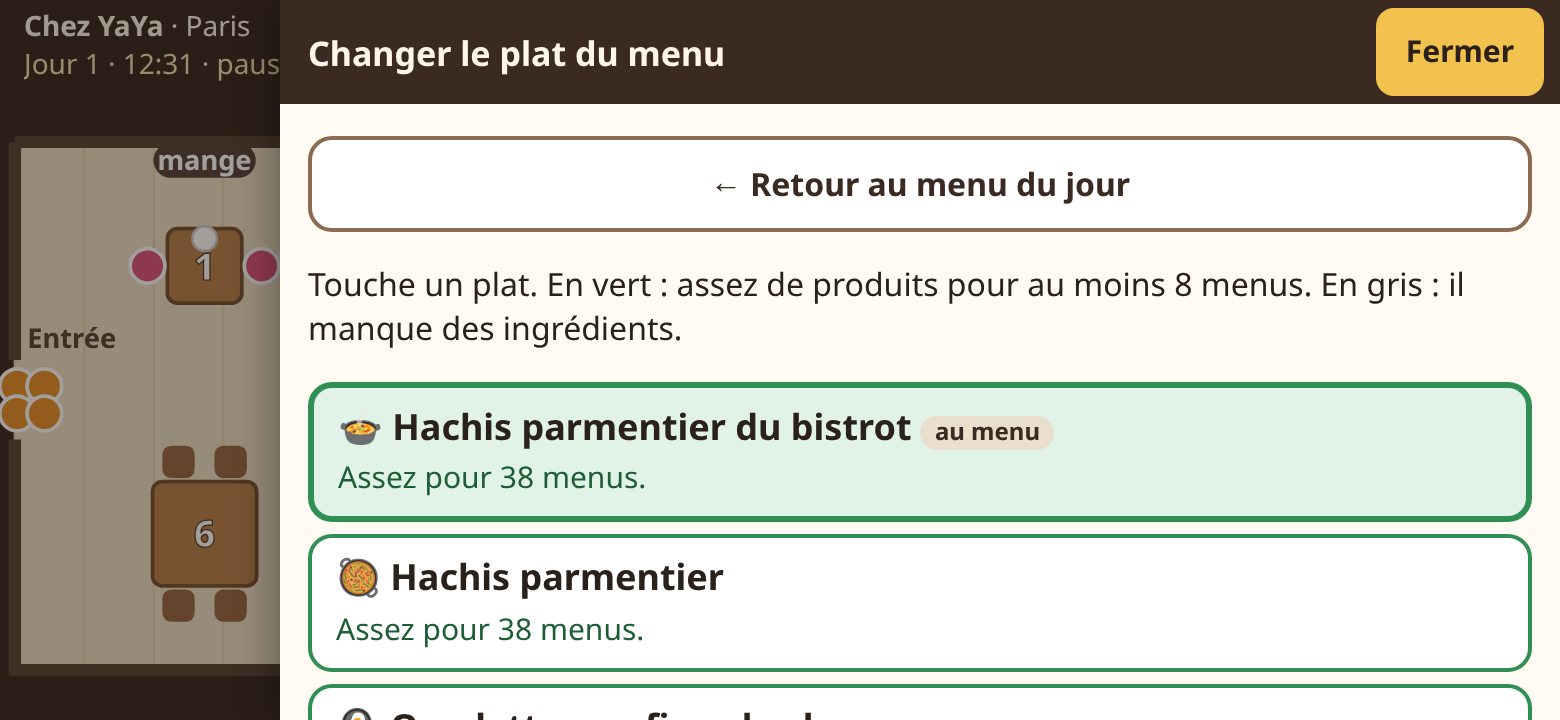 Chez YaYa · Paris
Jour 1 · 12:31 · paus
Changer le plat du menu
Fermer
mange
1
Entrée
6
← Retour au menu du jour
Touche un plat. En vert : assez de produits pour au moins 8 menus. En gris : il
manque des ingrédients.
Hachis parmentier du bistrot au menu
Assez pour 38 menus.
Hachis parmentier
Assez pour 38 menus.